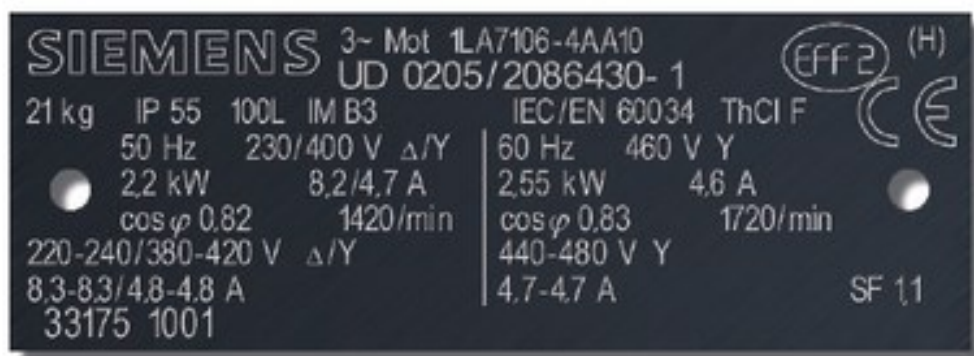 SIEMENS 3~ Mot 1LA7106-4AA10 EFF 2 (H)
UD 0205/2086430-1
CE
21 kg IP 55 100L IM B3 IEC/EN 60034 ThCl F
50 Hz 230/400 V Δ/Y 60 Hz 460 V Y
2,2 kW 8,2/4,7 A 2,55 kW 4,6 A
cosφ 0,82 1420/min cosφ 0,83 1720/min
220-240/380-420 V Δ/Y 440-480 V Y
8,3-8,3/4,8-4,8 A 4,7-4,7 A SF 1,1
33175 1001